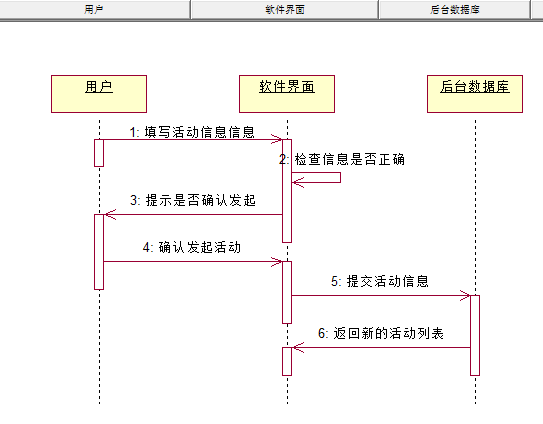 用户 软件界面 后台数据库
用户 软件界面 后台数据库
1: 填写活动信息信息
2: 检查信息是否正确
3: 提示是否确认发起
4: 确认发起活动
5: 提交活动信息
6: 返回新的活动列表